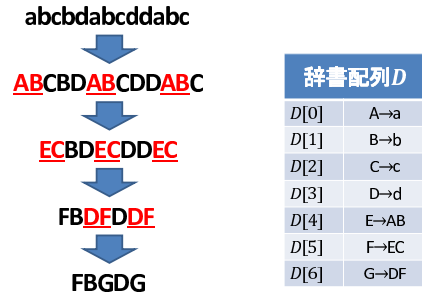 abcbdabcddabc
ABCBDABCDDABC
ECBDECDDEC
FBDFDDF
FBGDG
辞書配列D
D[0] A→a
D[1] B→b
D[2] C→c
D[3] D→d
D[4] E→AB
D[5] F→EC
D[6] G→DF